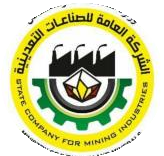 الشركة العامة للصناعات التعدينية
STATE COMPANY FOR MINING INDUSTRIES